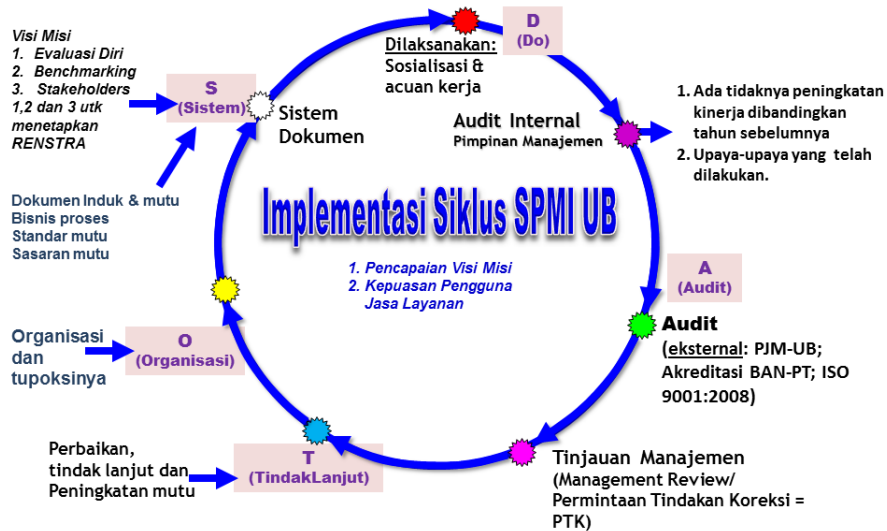 Visi Misi
1. Evaluasi Diri
2. Benchmarking
3. Stakeholders
1,2 dan 3 utk
menetapkan
RENSTRA
S
(Sistem)
Sistem
Dokumen
Dokumen Induk & mutu
Bisnis proses
Standar mutu
Sasaran mutu
D
(Do)
Dilaksanakan:
Sosialisasi &
acuan kerja
Audit Internal
Pimpinan Manajemen
1. Ada tidaknya peningkatan
kinerja dibandingkan
tahun sebelumnya
2. Upaya-upaya yang telah
dilakukan.
Implementasi Siklus SPMI UB
1. Pencapaian Visi Misi
2. Kepuasan Pengguna
Jasa Layanan
A
(Audit)
Audit
(eksternal: PJM-UB;
Akreditasi BAN-PT; ISO
9001:2008)
Tinjauan Manajemen
(Management Review/
Permintaan Tindakan Koreksi =
PTK)
T
(TindakLanjut)
Perbaikan,
tindak lanjut dan
Peningkatan mutu
O
(Organisasi)
Organisasi
dan
tupoksinya